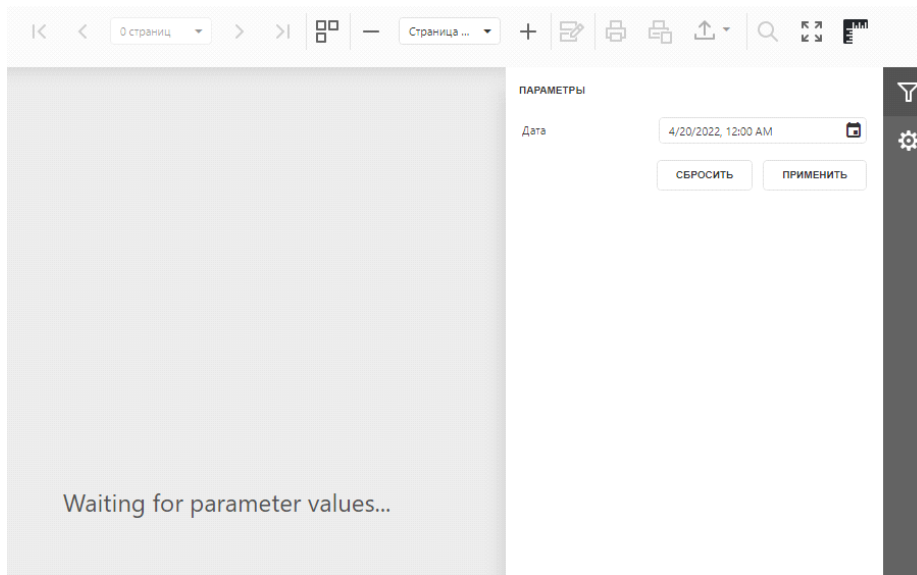 0 страниц
Страница ...
ПАРАМЕТРЫ
Дата
4/20/2022, 12:00 AM
СБРОСИТЬ
ПРИМЕНИТЬ
Waiting for parameter values...